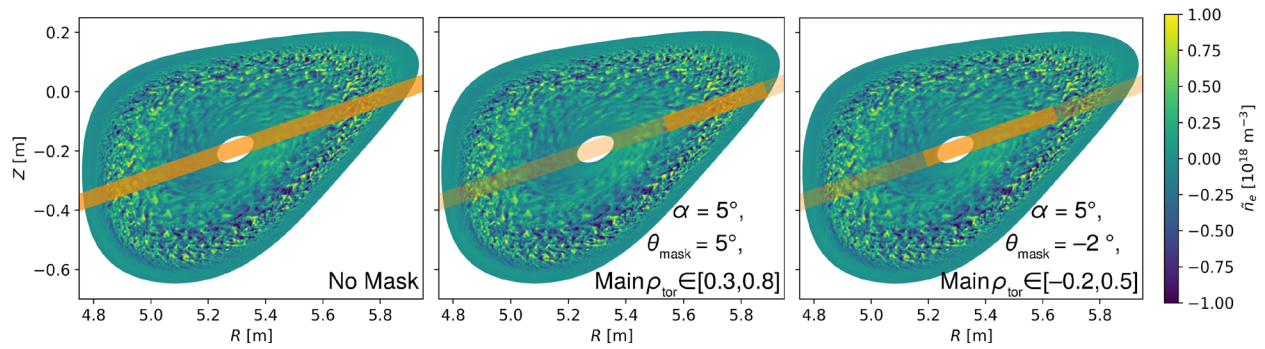 0.2
0.0
−0.2
−0.4
−0.6
Z [m]
4.8 5.0 5.2 5.4 5.6 5.8
R [m]
No Mask
4.8 5.0 5.2 5.4 5.6 5.8
R [m]
α = 5°,
θmask = 5°,
Main ρtor∈[0.3,0.8]
4.8 5.0 5.2 5.4 5.6 5.8
R [m]
α = 5°,
θmask = −2 °,
Main ρtor∈[−0.2,0.5]
1.00
0.75
0.50
0.25
0.00
−0.25
−0.50
−0.75
−1.00
ñe [10¹⁸ m⁻³]